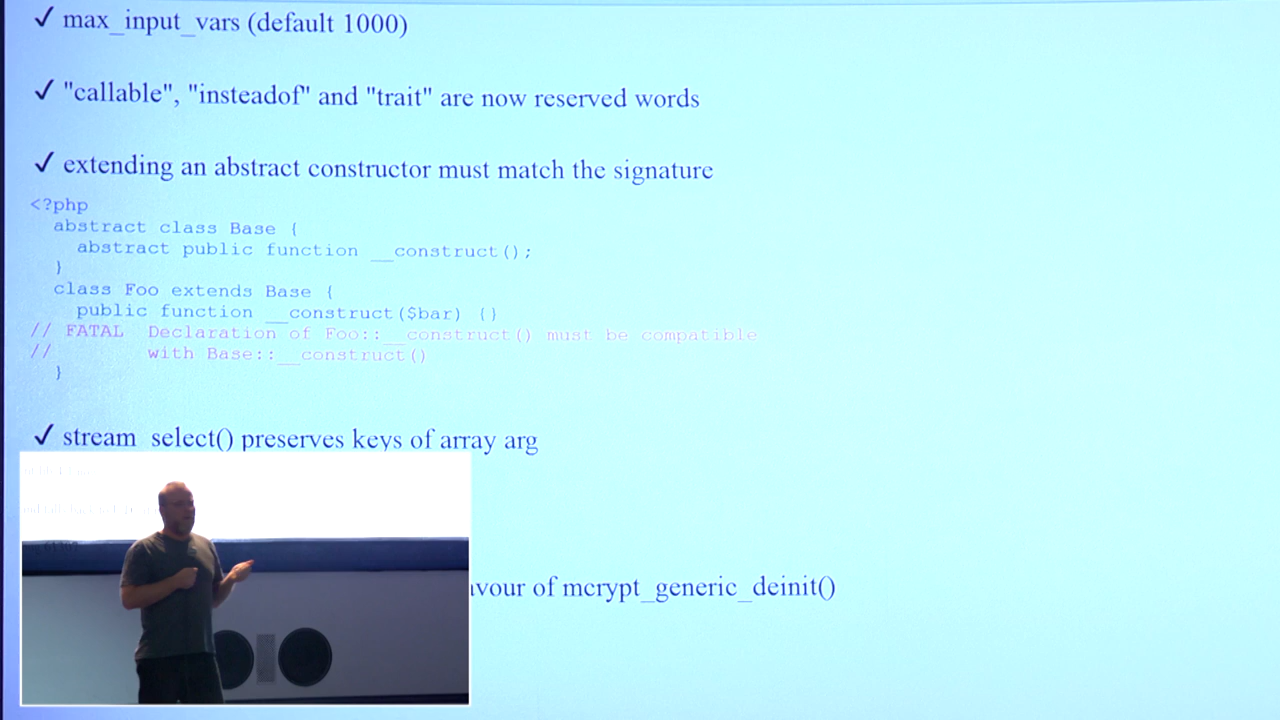 ✓ max_input_vars (default 1000)
✓ "callable", "insteadof" and "trait" are now reserved words
✓ extending an abstract constructor must match the signature
<?php
abstract class Base {
abstract public function __construct();
}
class Foo extends Base {
public function __construct($bar) {}
// FATAL Declaration of Foo::__construct() must be compatible
// with Base::__construct()
}
✓ stream_select() preserves keys of array arg
vour of mcrypt_generic_deinit()